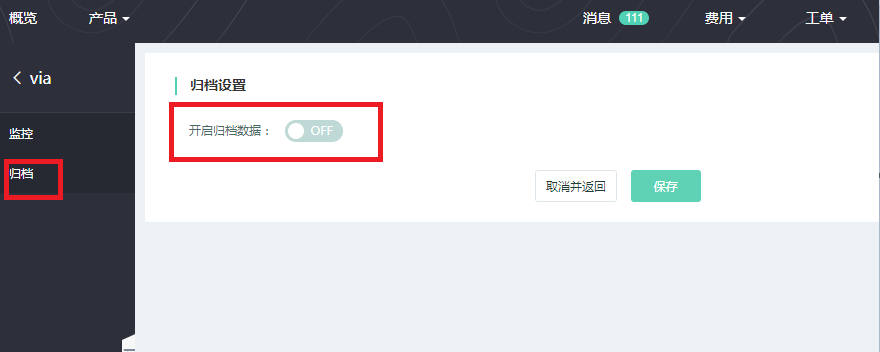 概览 产品 消息 111 费用 工单
via
归档设置
监控
开启归档数据： OFF
归档
取消并返回 保存